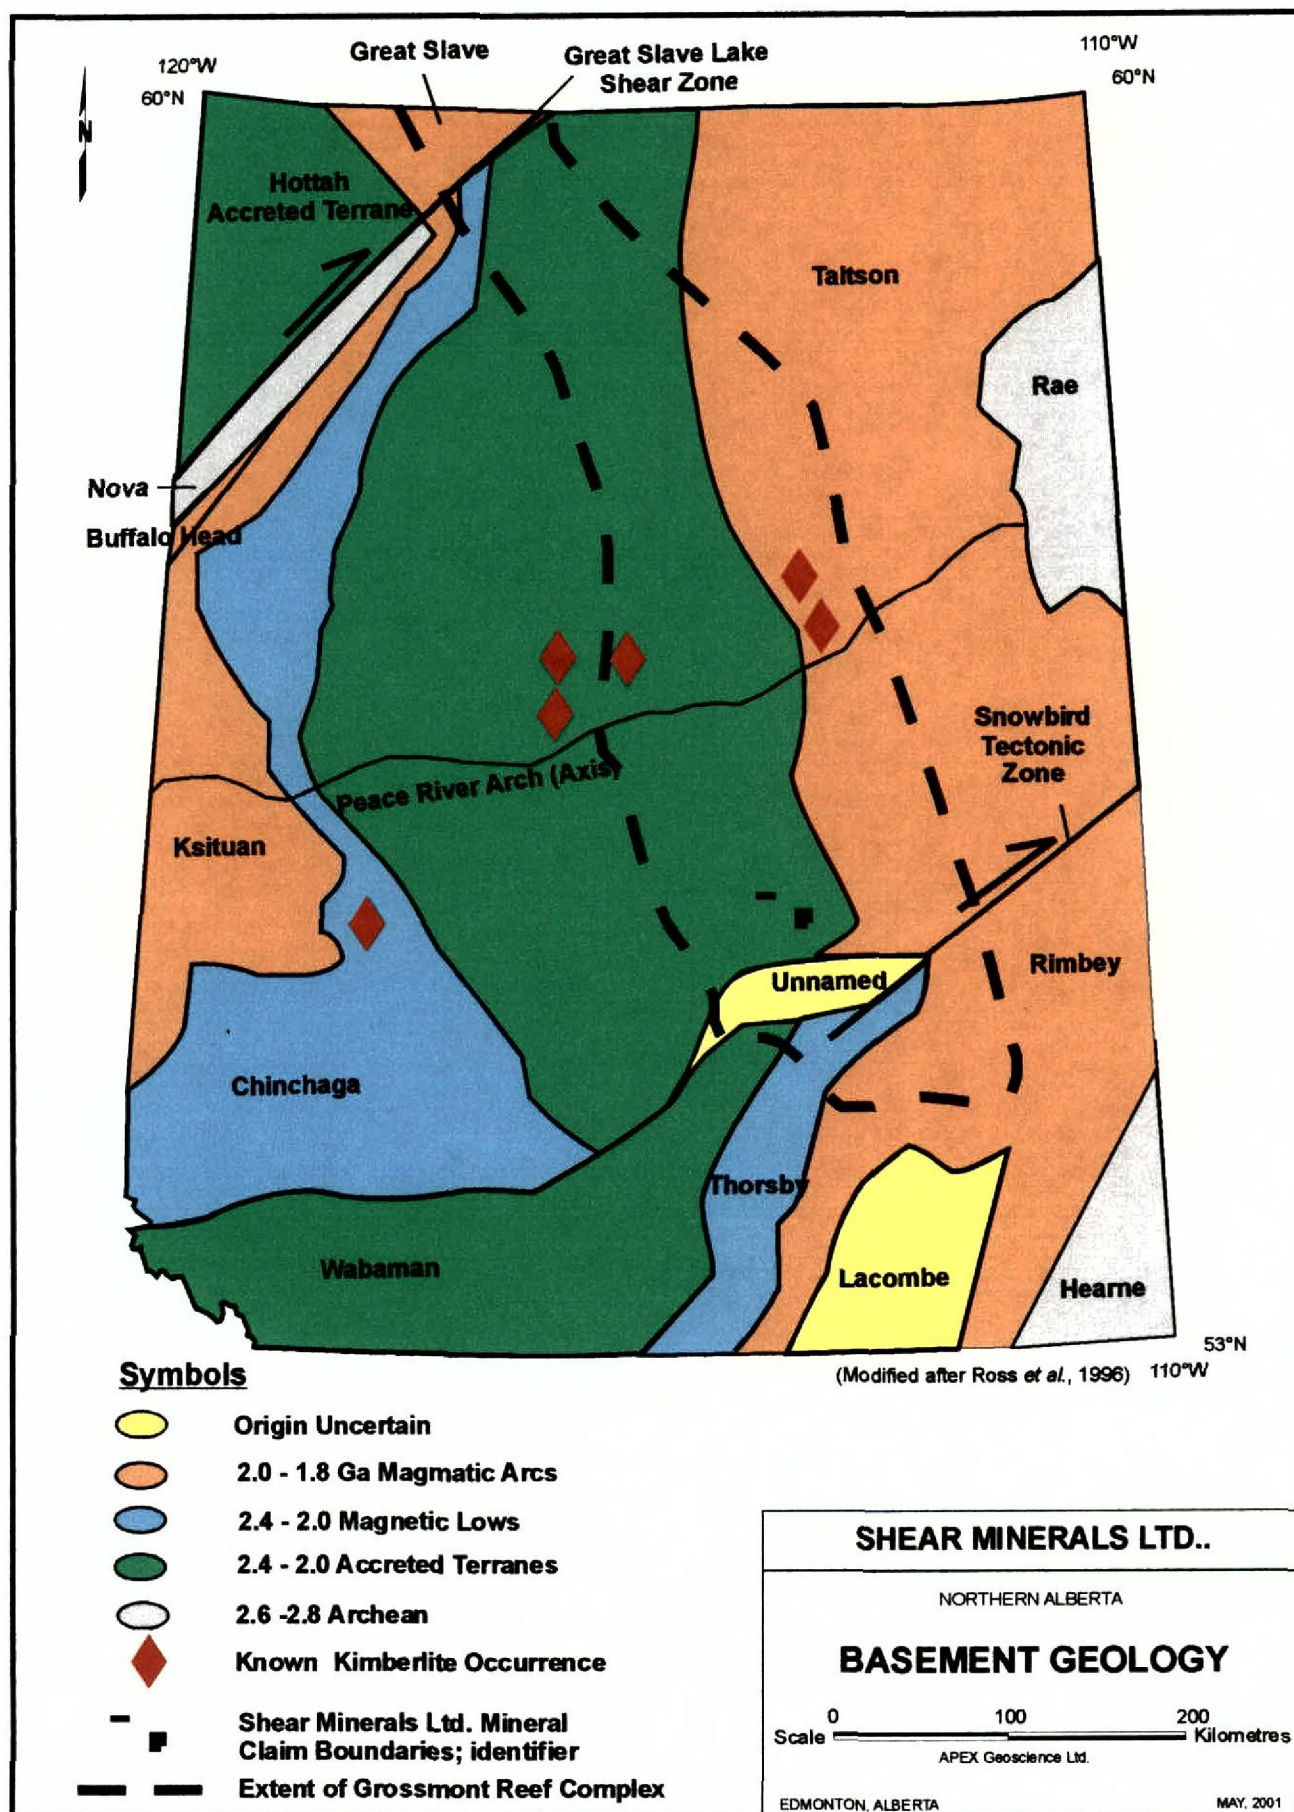 Great Slave
Great Slave Lake
Shear Zone
120°W
60°N
110°W
60°N
N
Hottah
Accreted Terrane
Taltson
Rae
Nova
Buffalo Head
Snowbird
Tectonic
Zone
Peace River Arch (Axis)
Ksituan
Rimbey
Unnamed
Chinchaga
Thorsby
Wabaman
Lacombe
Hearne
53°N
(Modified after Ross et al., 1996) 110°W
Symbols
Origin Uncertain
2.0 - 1.8 Ga Magmatic Arcs
2.4 - 2.0 Magnetic Lows
2.4 - 2.0 Accreted Terranes
2.6 -2.8 Archean
Known Kimberlite Occurrence
Shear Minerals Ltd. Mineral
Claim Boundaries; identifier
Extent of Grossmont Reef Complex
SHEAR MINERALS LTD..
NORTHERN ALBERTA
BASEMENT GEOLOGY
0 100 200
Scale Kilometres
APEX Geoscience Ltd.
EDMONTON, ALBERTA MAY, 2001